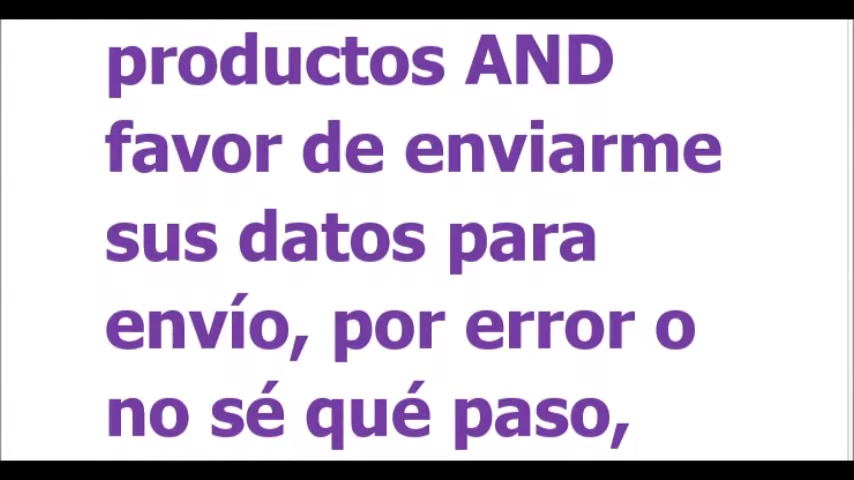 productos AND
favor de enviarme
sus datos para
envío, por error o
no sé qué paso,